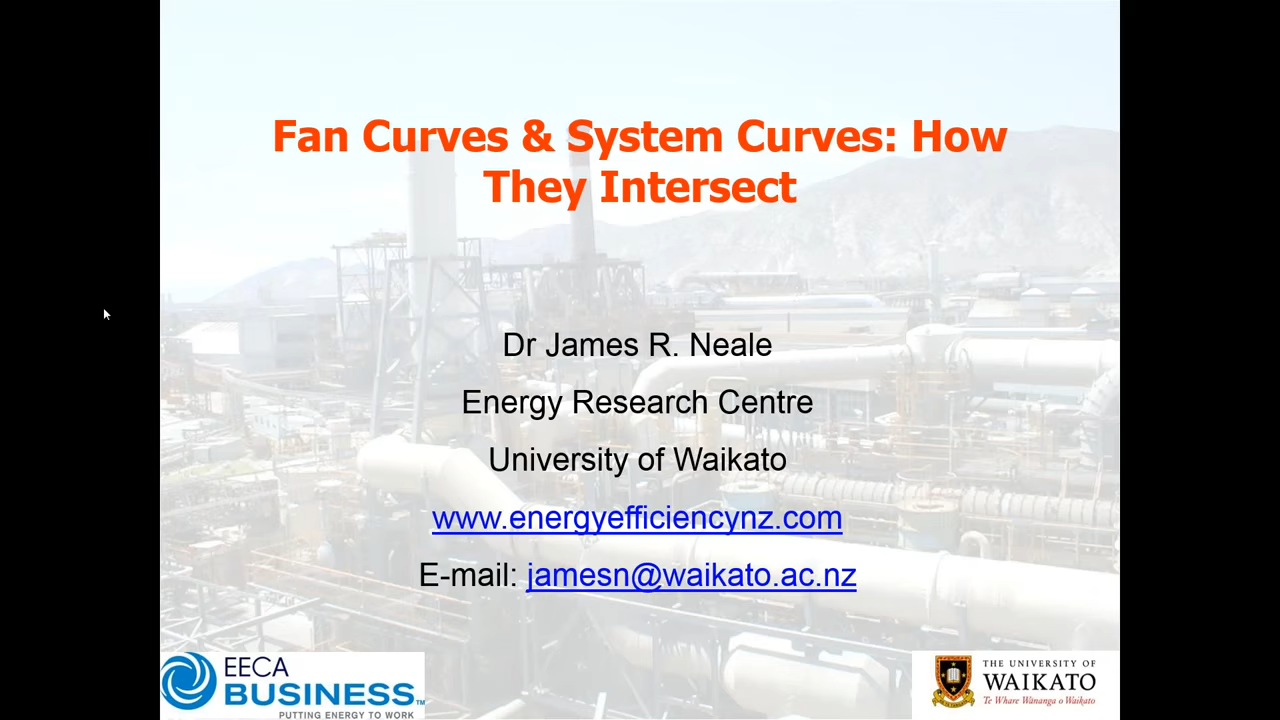 Fan Curves & System Curves: How
They Intersect
Dr James R. Neale
Energy Research Centre
University of Waikato
www.energyefficiencynz.com
E-mail: jamesn@waikato.ac.nz
EECA
BUSINESS™
PUTTING ENERGY TO WORK
THE UNIVERSITY OF
WAIKATO
Te Whare Wānanga o Waikato